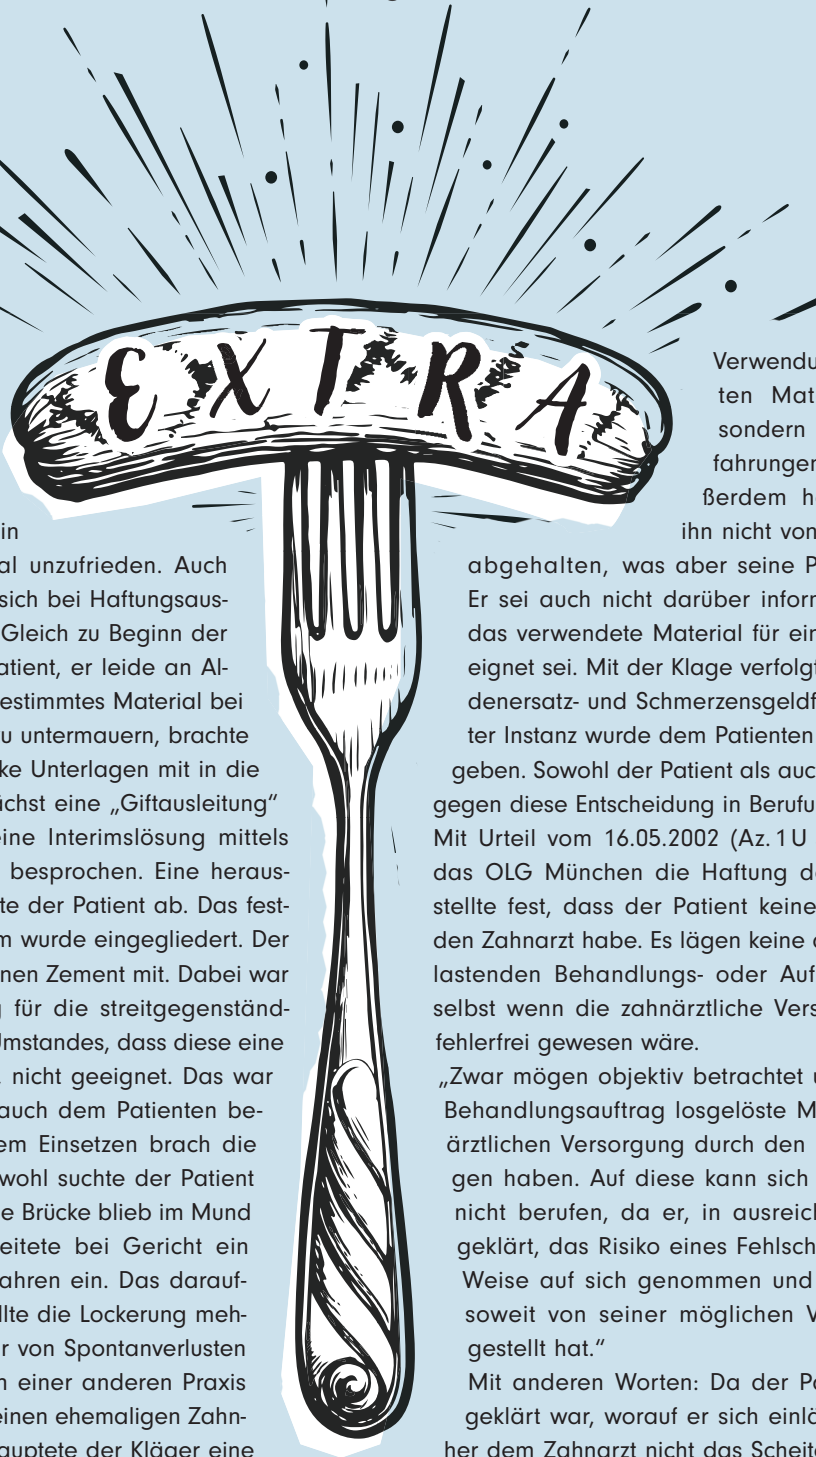 EXTRA
in
al unzufrieden. Auch
sich bei Haftungsaus-
Gleich zu Beginn der
atient, er leide an Al-
estimmtes Material bei
u untermauern, brachte
ke Unterlagen mit in die
ächst eine „Giftausleitung“
eine Interimslösung mittels
besprochen. Eine heraus-
te der Patient ab. Das fest-
m wurde eingegliedert. Der
nen Zement mit. Dabei war
g für die streitgegenständ-
Umstandes, dass diese eine
nicht geeignet. Das war
auch dem Patienten be-
em Einsetzen brach die
wohl suchte der Patient
e Brücke blieb im Mund
eitete bei Gericht ein
ahren ein. Das darauf-
llte die Lockerung meh-
r von Spontanverlusten
n einer anderen Praxis
einen ehemaligen Zahn-
auptete der Kläger eine
Verwendu
ten Mat
sondern
fahrungen
ßerdem h
ihn nicht von
abgehalten, was aber seine P
Er sei auch nicht darüber inform
das verwendete Material für ein
eignet sei. Mit der Klage verfolgt
denersatz- und Schmerzensgeldf
ter Instanz wurde dem Patienten
geben. Sowohl der Patient als auc
gegen diese Entscheidung in Berufu
Mit Urteil vom 16.05.2002 (Az. 1 U
das OLG München die Haftung d
stellte fest, dass der Patient keine
den Zahnarzt habe. Es lägen keine
lastenden Behandlungs- oder Auf
selbst wenn die zahnärztliche Vers
fehlerfrei gewesen wäre.
„Zwar mögen objektiv betrachtet u
Behandlungsauftrag losgelöste M
ärztlichen Versorgung durch den
gen haben. Auf diese kann sich
nicht berufen, da er, in ausreich
geklärt, das Risiko eines Fehlsch
Weise auf sich genommen und
soweit von seiner möglichen V
gestellt hat.“
Mit anderen Worten: Da der Pa
geklärt war, worauf er sich einlä
her dem Zahnarzt nicht das Scheite